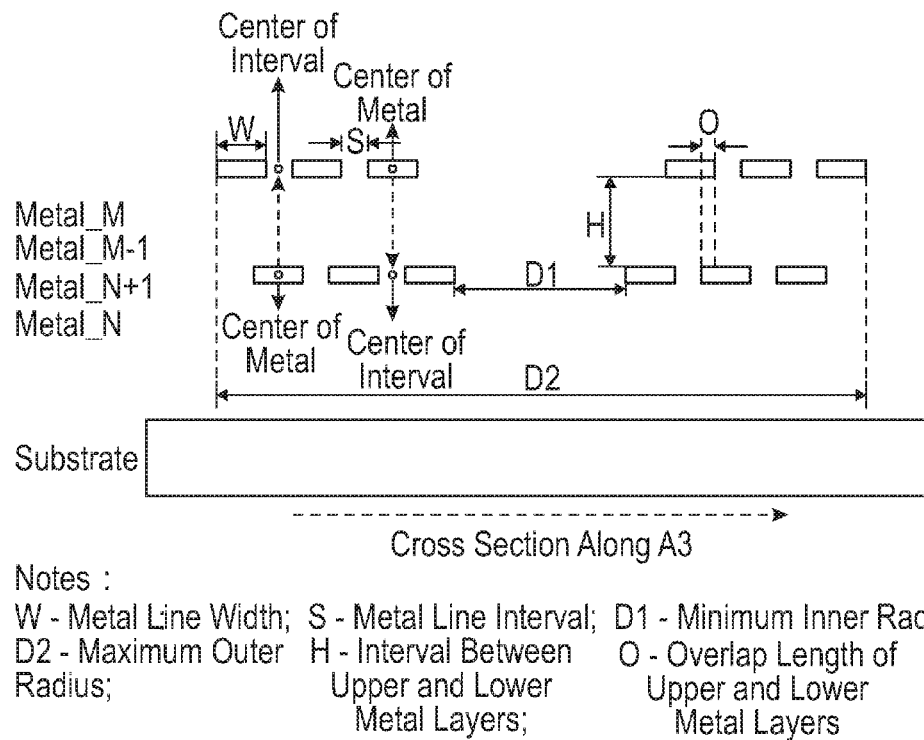 Center of
Interval
Center of
Metal
W
S
O
Metal_M
Metal_M-1
Metal_N+1
Metal_N
H
D1
Center of
Metal
Center of
Interval
D2
Substrate
Cross Section Along A3
Notes :
W - Metal Line Width; S - Metal Line Interval; D1 - Minimum Inner Rad
D2 - Maximum Outer Radius; H - Interval Between Upper and Lower Metal Layers; O - Overlap Length of Upper and Lower Metal Layers